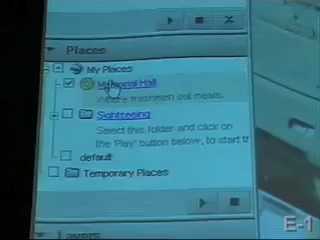 Places
My Places
Memorial Hall
Where freshmen eat meals.
Sightseeing
Select this folder and click
on the 'Play' button below, to start th
default
Temporary Places
Layers
E-1